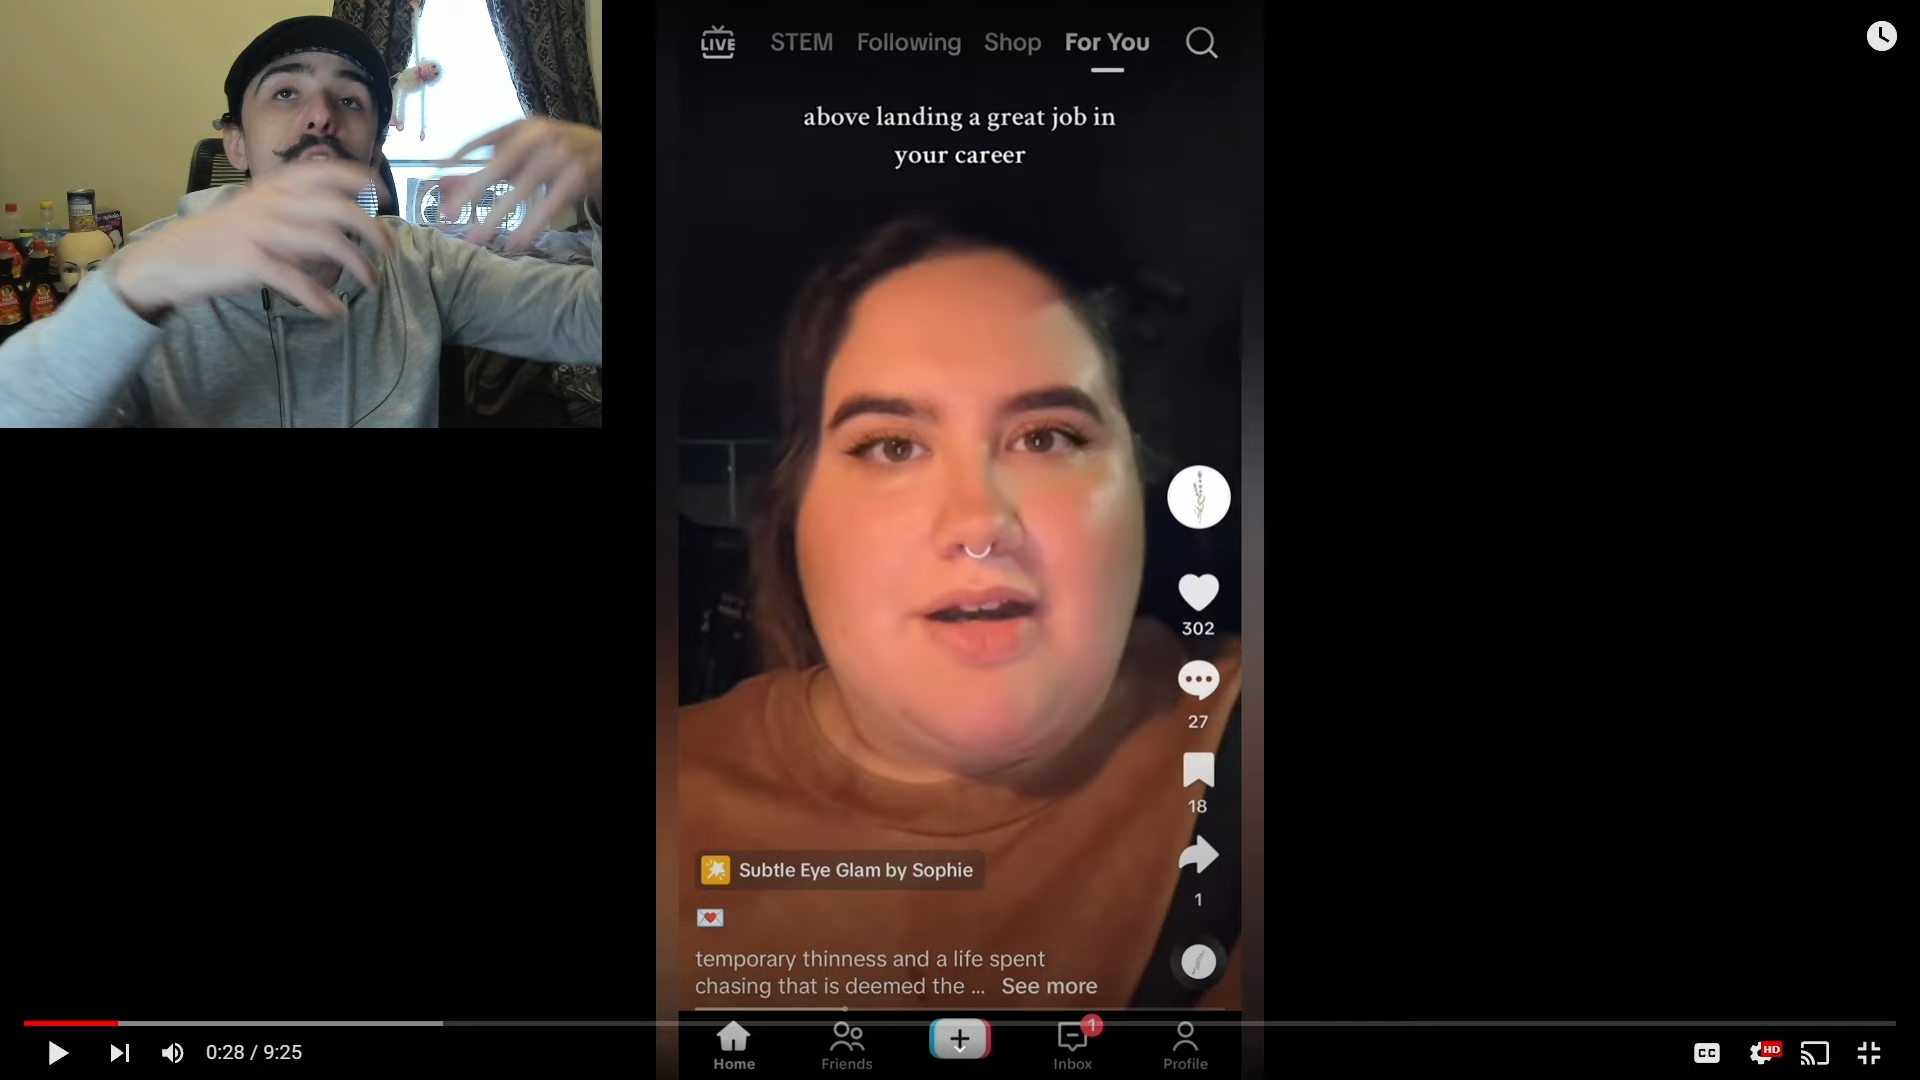 LIVE
STEM
Following
Shop
For You
above landing a great job in
your career
302
27
18
1
Subtle Eye Glam by Sophie
temporary thinness and a life spent
chasing that is deemed the ... See more
Home
Friends
Inbox
1
Profile
0:28 / 9:25
CC
HD